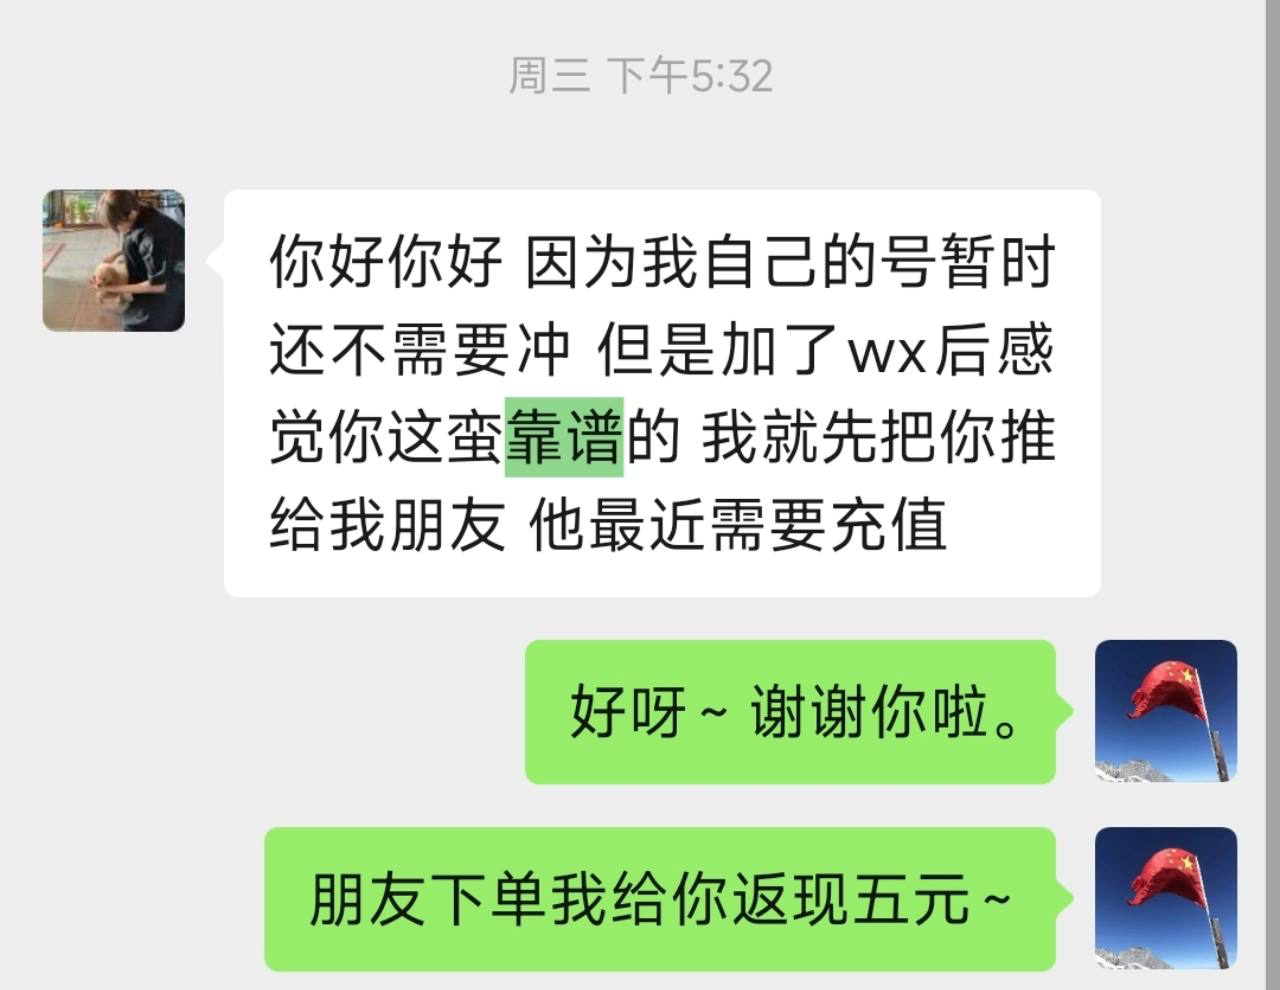 周三 下午5:32
你好你好 因为我自己的号暂时
还不需要冲 但是加了wx后感
觉你这蛮靠谱的 我就先把你推
给我朋友 他最近需要充值
好呀~谢谢你啦。
朋友下单我给你返现五元~